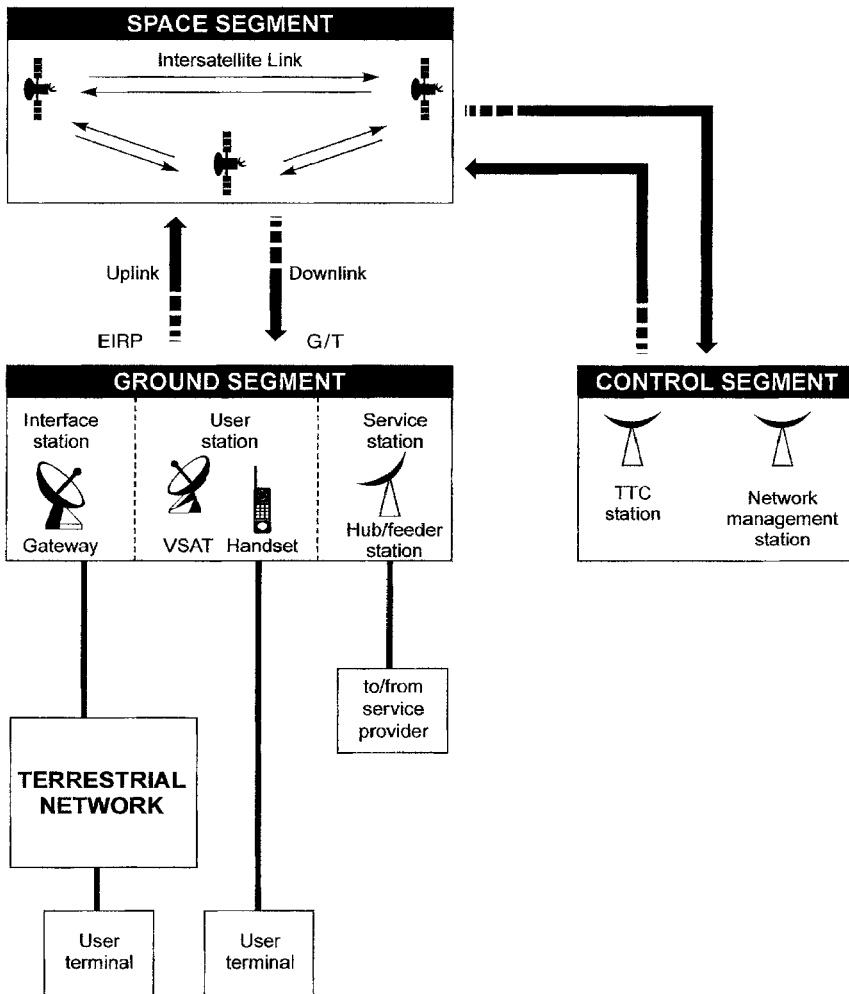 SPACE SEGMENT
Intersatellite Link
Uplink
Downlink
EIRP
G/T
GROUND SEGMENT
Interface
station
Gateway
User
station
VSAT
Handset
Service
station
Hub/feeder
station
CONTROL SEGMENT
TTC
station
Network
management
station
to/from
service
provider
TERRESTRIAL
NETWORK
User
terminal
User
terminal